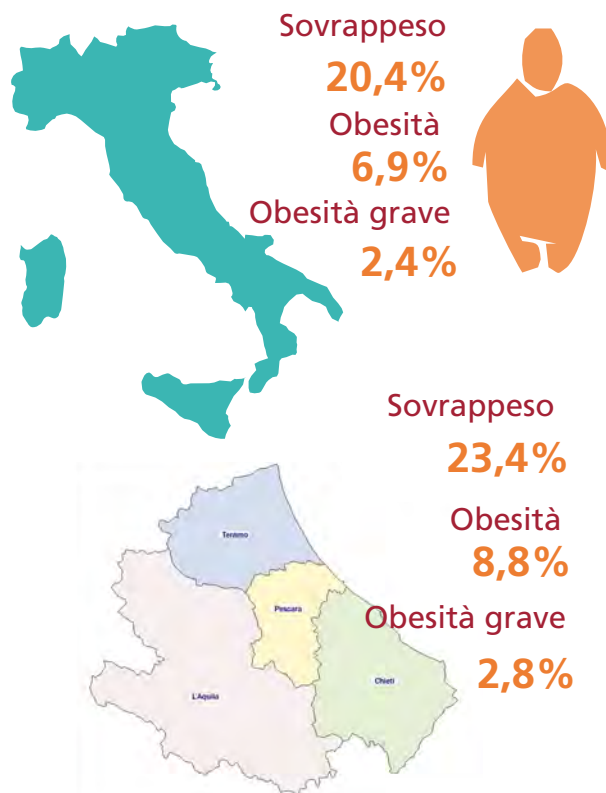 Sovrappeso
20,4%
Obesità
6,9%
Obesità grave
2,4%
Sovrappeso
23,4%
Obesità
8,8%
Obesità grave
2,8%
Teramo
Pescara
L'Aquila
Chieti